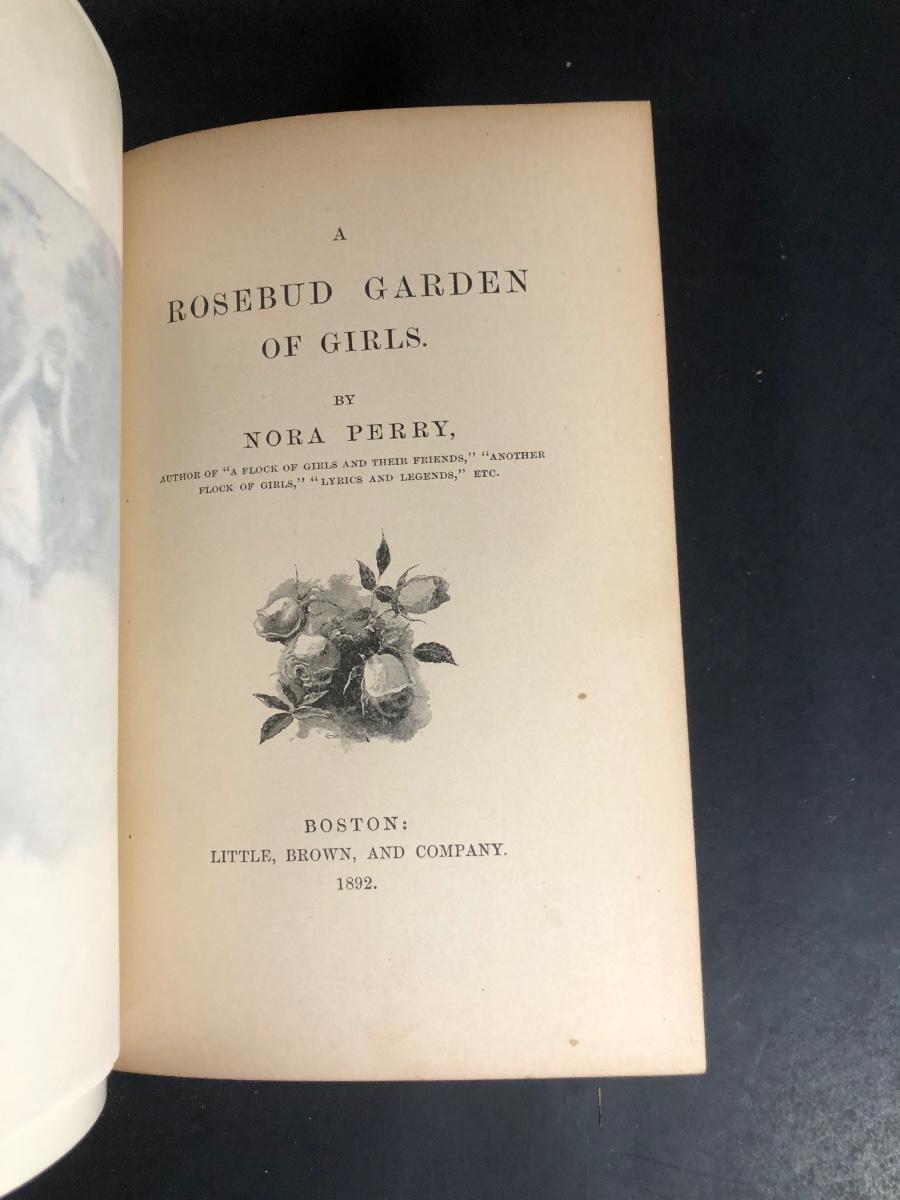 A
ROSEBUD GARDEN
OF GIRLS.
BY
NORA PERRY,
AUTHOR OF “A FLOCK OF GIRLS AND THEIR FRIENDS,” “ANOTHER
FLOCK OF GIRLS,” “LYRICS AND LEGENDS,” ETC.
BOSTON:
LITTLE, BROWN, AND COMPANY.
1892.